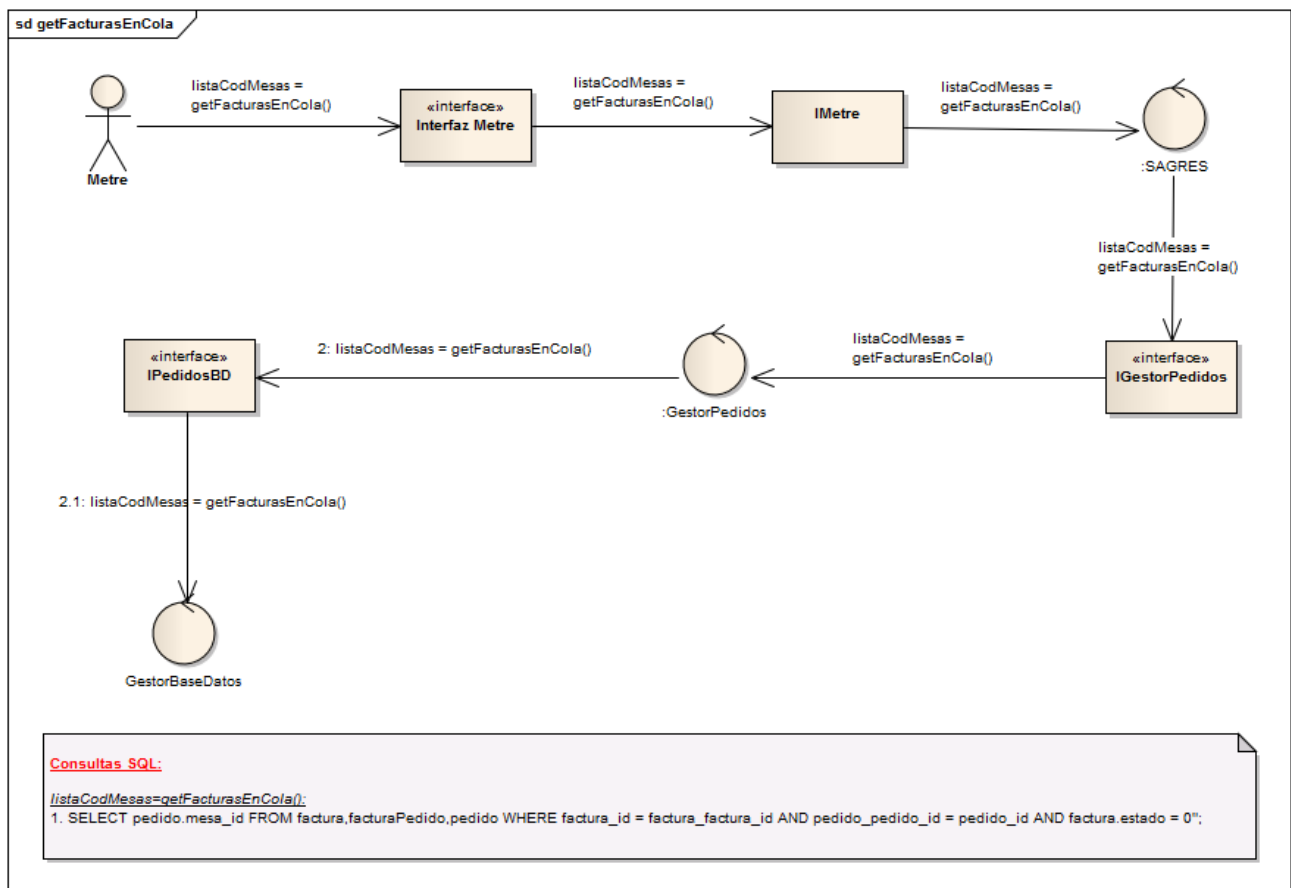 sd getFacturasEnCola
listaCodMesas =
getFacturasEnCola()
listaCodMesas =
getFacturasEnCola()
listaCodMesas =
getFacturasEnCola()
«interface»
Interfaz Metre
IMetre
Metre
:SAGRES
listaCodMesas =
getFacturasEnCola()
«interface»
IPedidosBD
2: listaCodMesas = getFacturasEnCola()
:GestorPedidos
listaCodMesas =
getFacturasEnCola()
«interface»
IGestorPedidos
2.1: listaCodMesas = getFacturasEnCola()
GestorBaseDatos
Consultas SQL:
listaCodMesas=getFacturasEnCola():
1. SELECT pedido.mesa_id FROM factura,facturaPedido,pedido WHERE factura_id = factura_factura_id AND pedido_pedido_id = pedido_id AND factura.estado = 0";